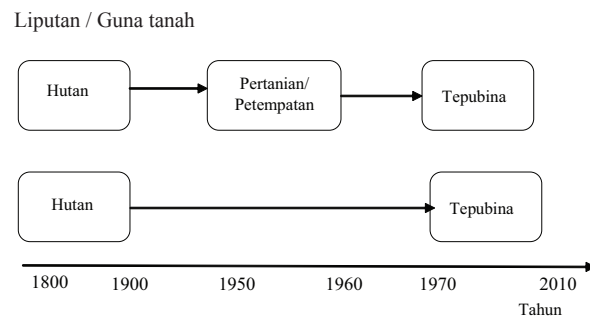 Liputan / Guna tanah
Hutan
Pertanian/
Petempatan
Tepubina
Hutan
Tepubina
1800 1900 1950 1960 1970 2010
Tahun